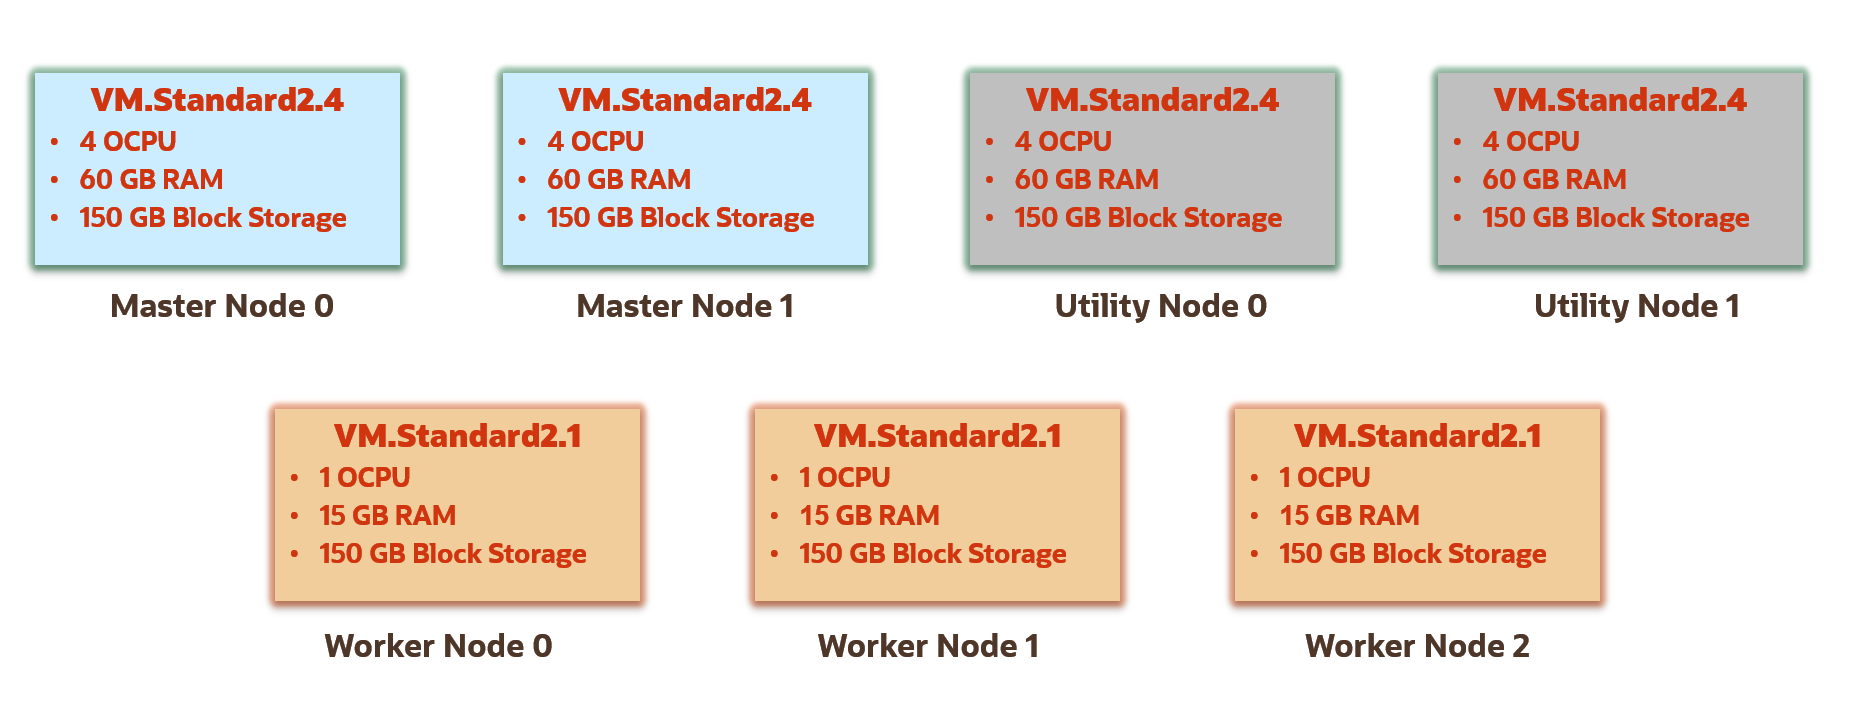 VM.Standard2.4
• 4 OCPU
• 60 GB RAM
• 150 GB Block Storage
Master Node 0
VM.Standard2.4
• 4 OCPU
• 60 GB RAM
• 150 GB Block Storage
Master Node 1
VM.Standard2.4
• 4 OCPU
• 60 GB RAM
• 150 GB Block Storage
Utility Node 0
VM.Standard2.4
• 4 OCPU
• 60 GB RAM
• 150 GB Block Storage
Utility Node 1
VM.Standard2.1
• 1 OCPU
• 15 GB RAM
• 150 GB Block Storage
Worker Node 0
VM.Standard2.1
• 1 OCPU
• 15 GB RAM
• 150 GB Block Storage
Worker Node 1
VM.Standard2.1
• 1 OCPU
• 15 GB RAM
• 150 GB Block Storage
Worker Node 2